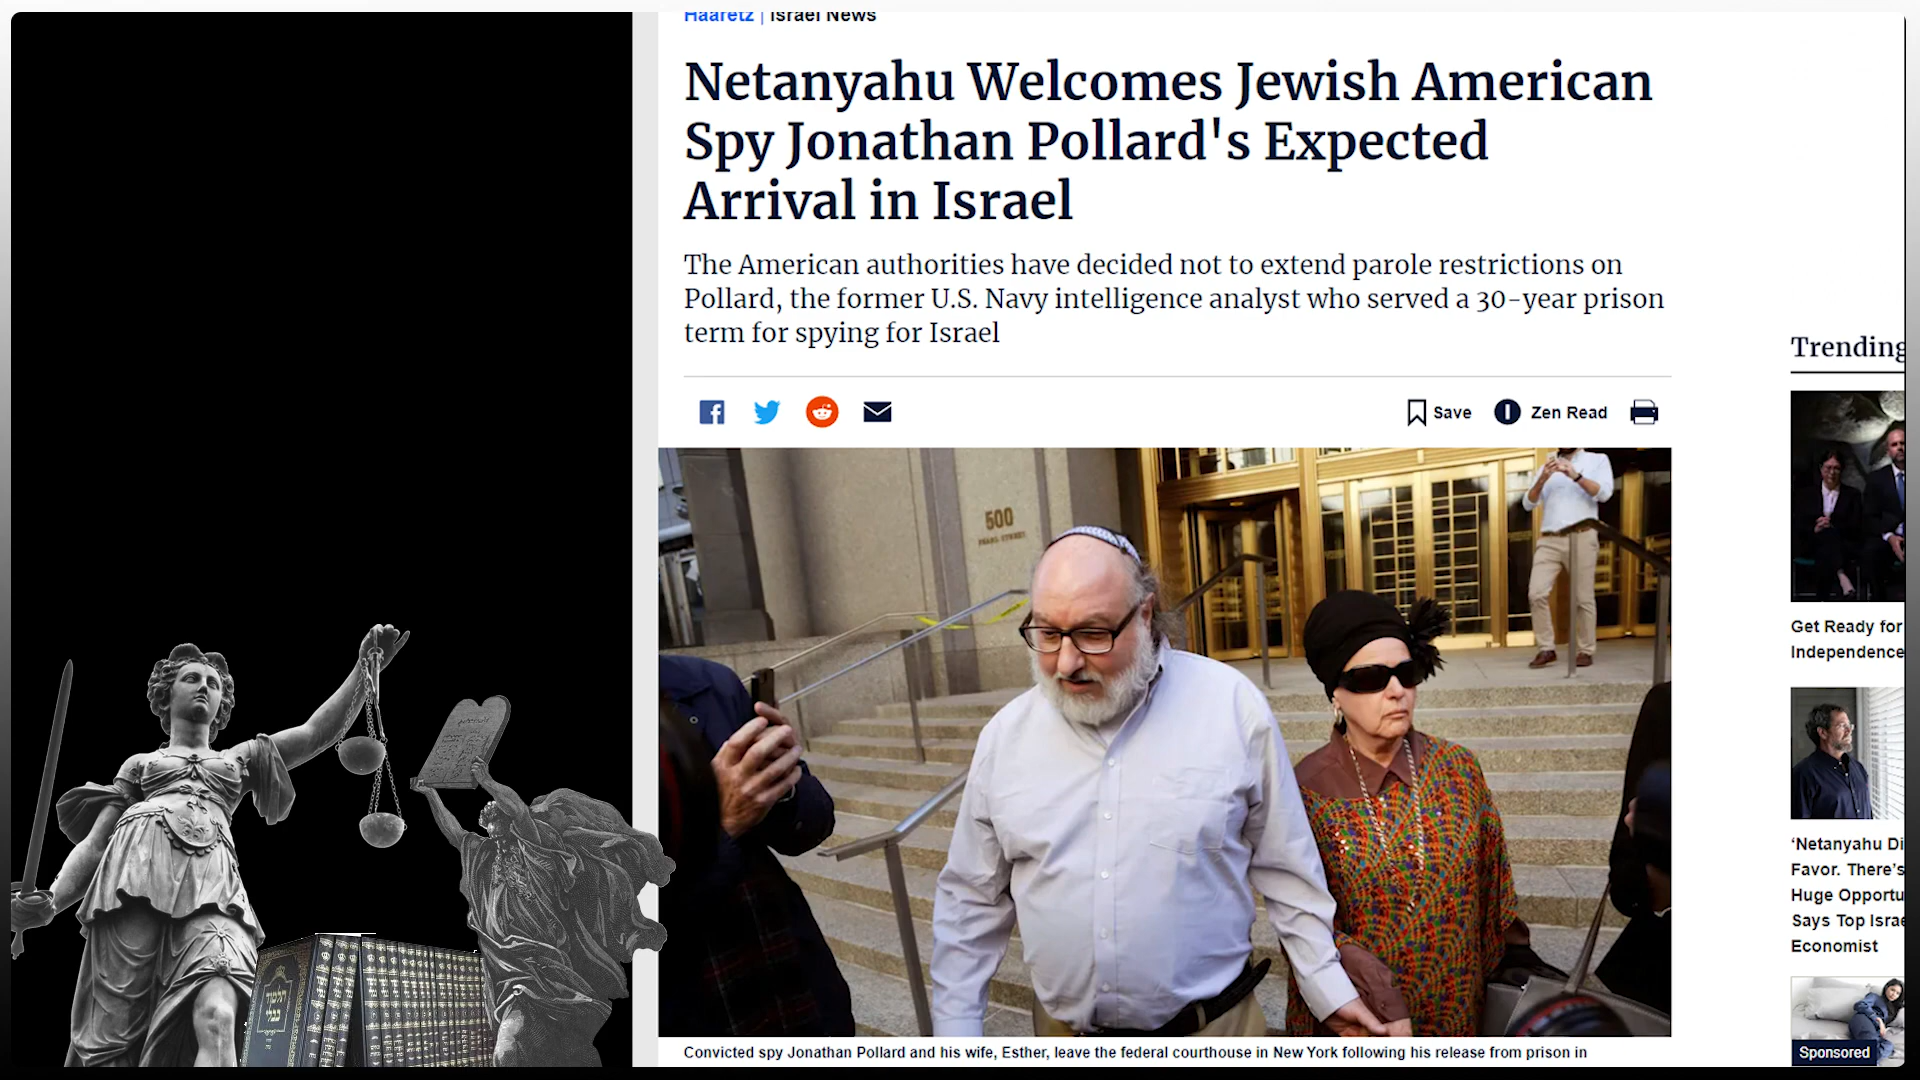 Haaretz | Israel News
Netanyahu Welcomes Jewish American
Spy Jonathan Pollard's Expected
Arrival in Israel
The American authorities have decided not to extend parole restrictions on
Pollard, the former U.S. Navy intelligence analyst who served a 30-year prison
term for spying for Israel
Save
Zen Read
500
PEARL STREET
Convicted spy Jonathan Pollard and his wife, Esther, leave the federal courthouse in New York following his release from prison in
Trending
Get Ready for
Independence
‘Netanyahu Di
Favor. There's
Huge Opportu
Says Top Israe
Economist
Sponsored
תלמוד
בבלי